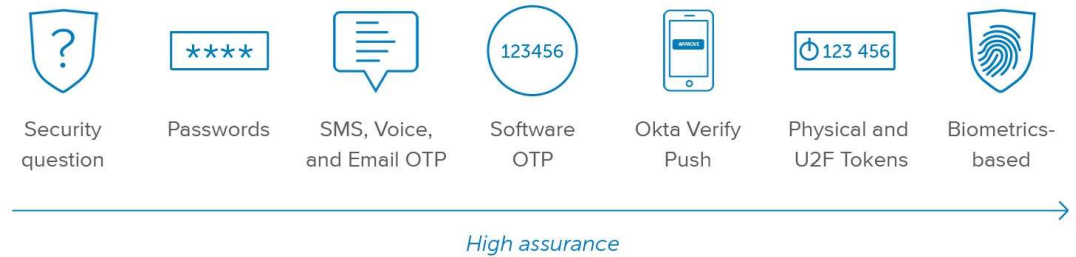 ?
****
123456
APPROVE
123 456
Security
question
Passwords
SMS, Voice,
and Email OTP
Software
OTP
Okta Verify
Push
Physical and
U2F Tokens
Biometrics-
based
High assurance